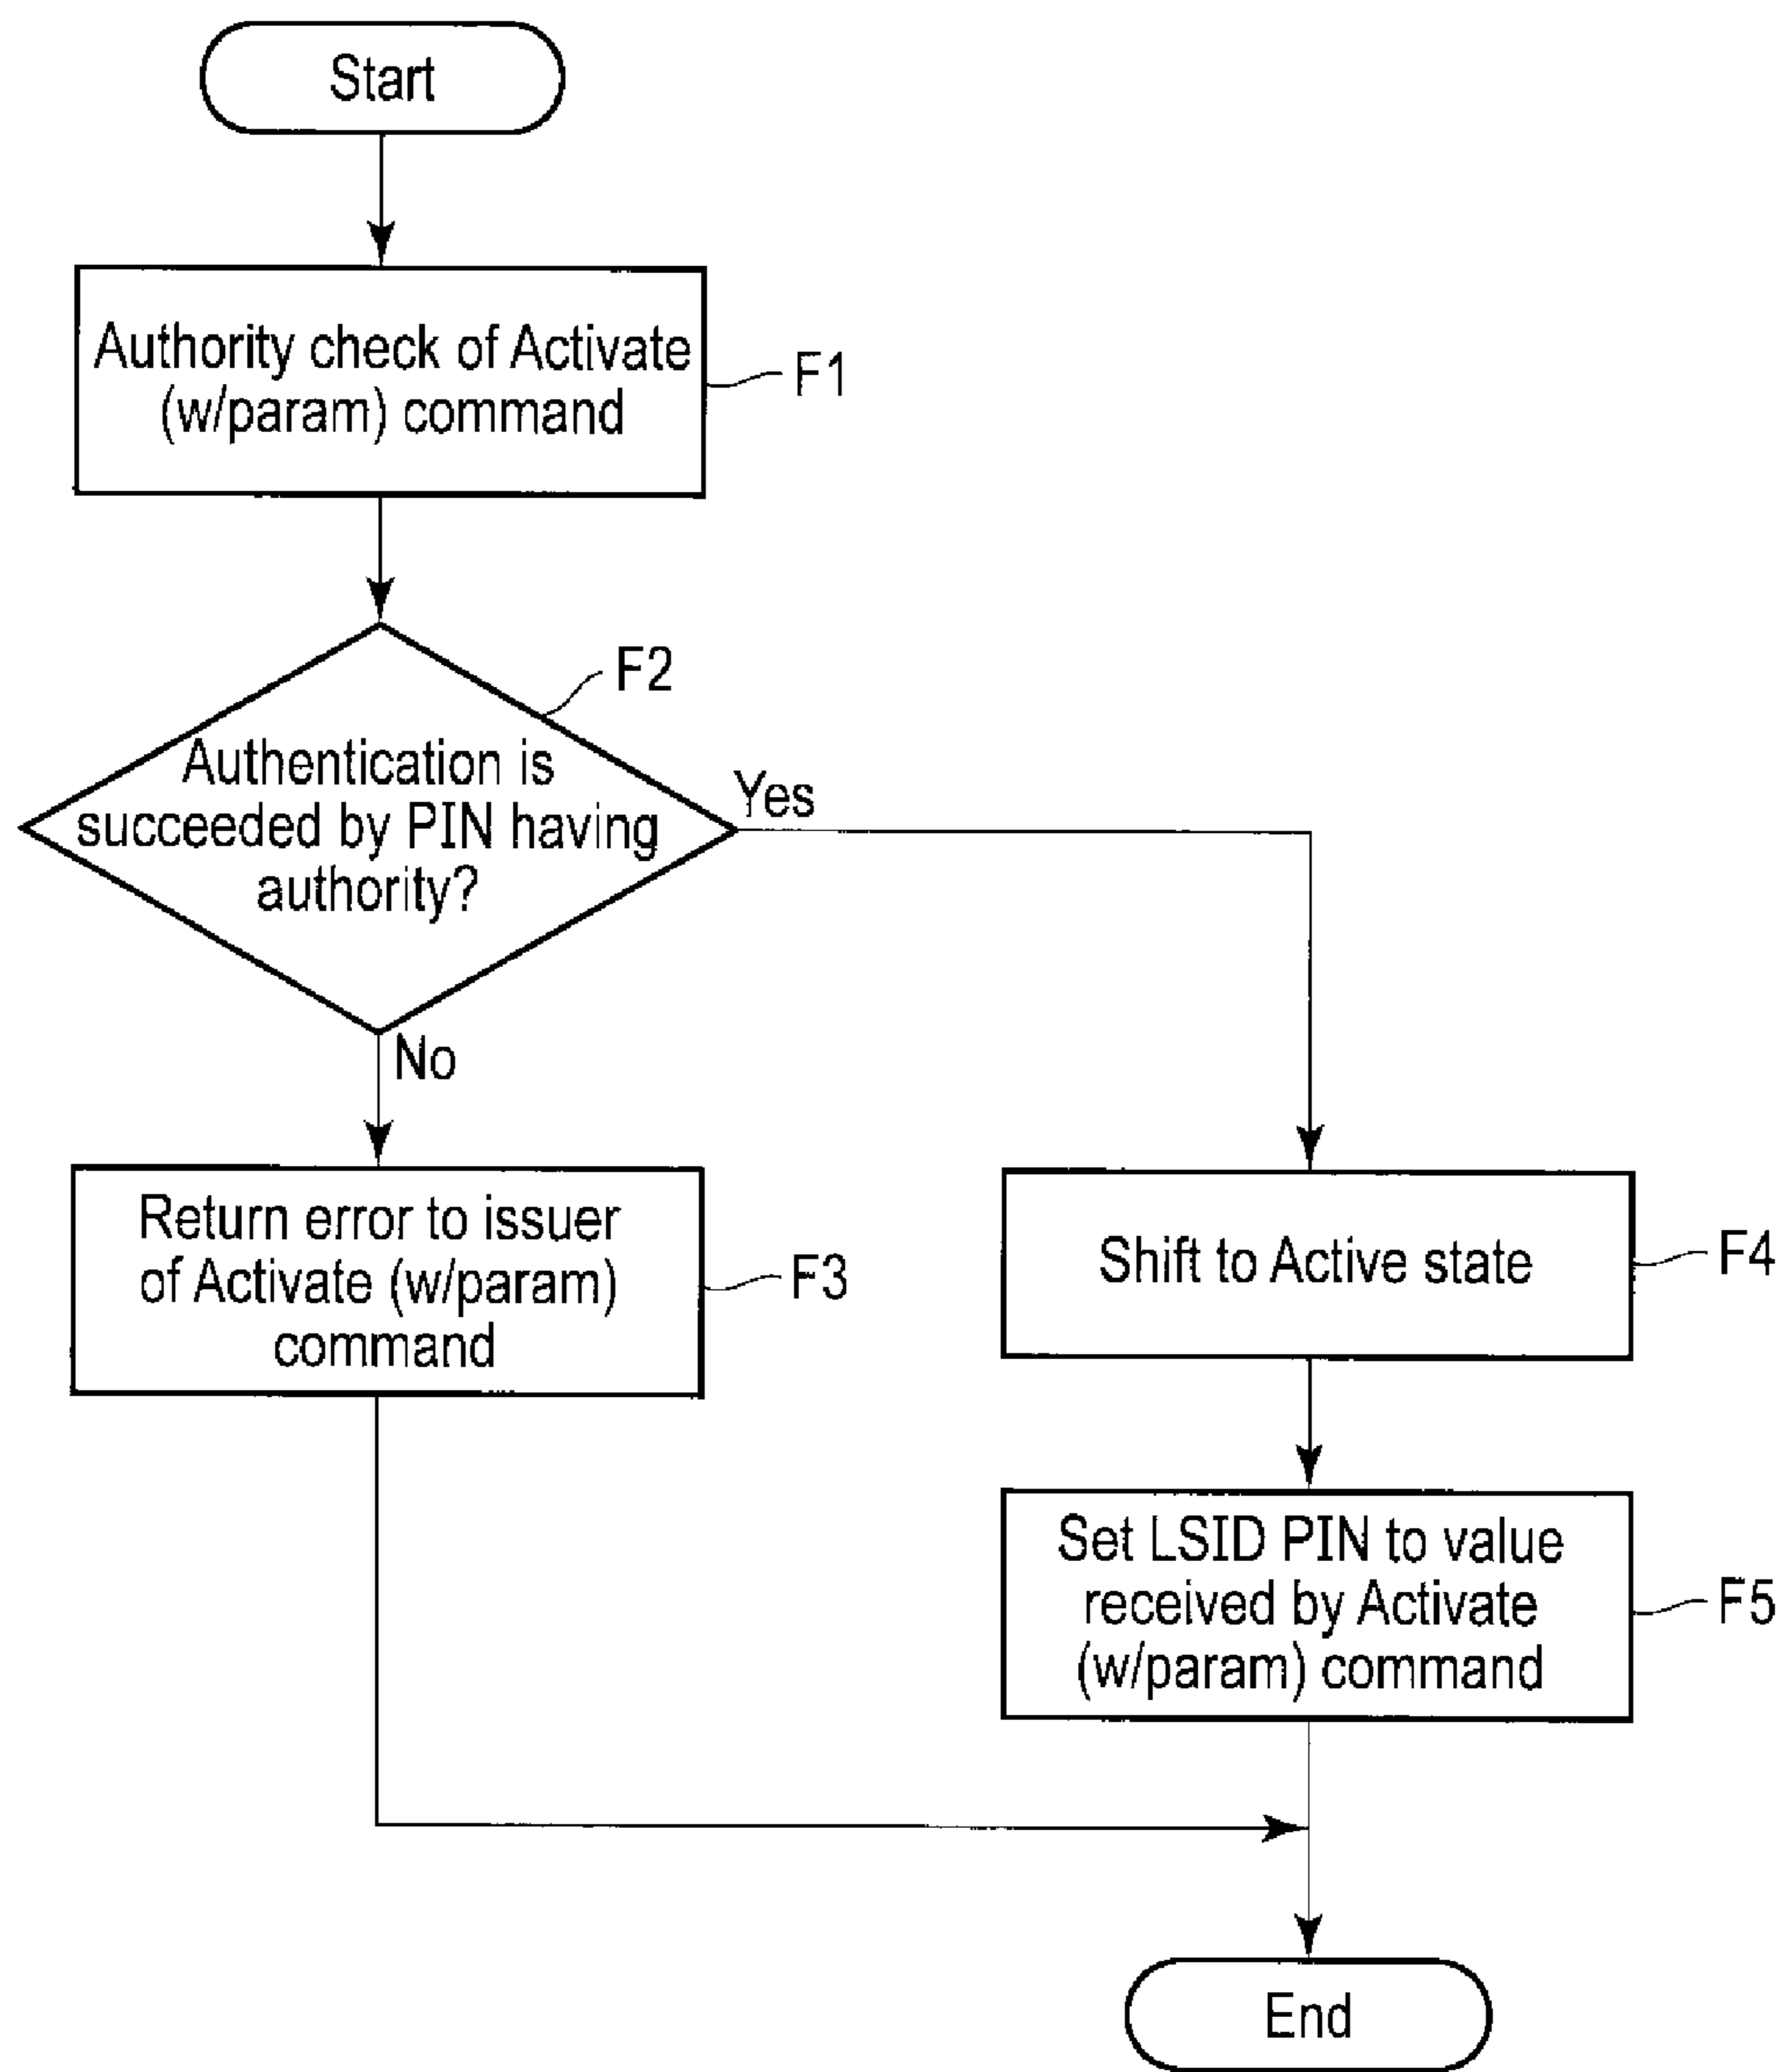 Start
Authority check of Activate
(w/param) command
F1
F2
Authentication is
succeeded by PIN having
authority?
Yes
No
Return error to issuer
of Activate (w/param)
command
F3
Shift to Active state
F4
Set LSID PIN to value
received by Activate
(w/param) command
F5
End